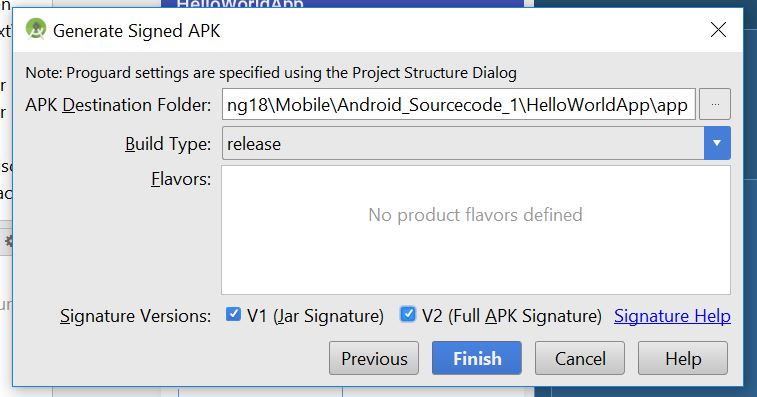 HelloWorldApp
Generate Signed APK
Note: Proguard settings are specified using the Project Structure Dialog
APK Destination Folder: ng18\Mobile\Android_Sourcecode_1\HelloWorldApp\app ...
Build Type: release
Flavors:
No product flavors defined
Signature Versions: V1 (Jar Signature) V2 (Full APK Signature) Signature Help
Previous Finish Cancel Help